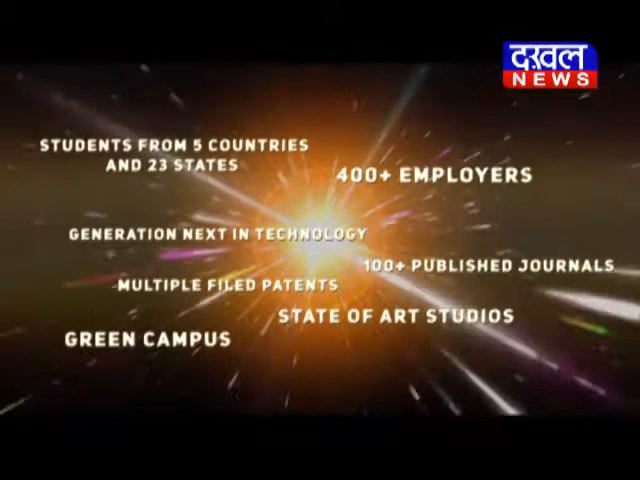 दख़ल
NEWS
STUDENTS FROM 5 COUNTRIES
AND 23 STATES
400+ EMPLOYERS
GENERATION NEXT IN TECHNOLOGY
100+ PUBLISHED JOURNALS
MULTIPLE FILED PATENTS
STATE OF ART STUDIOS
GREEN CAMPUS